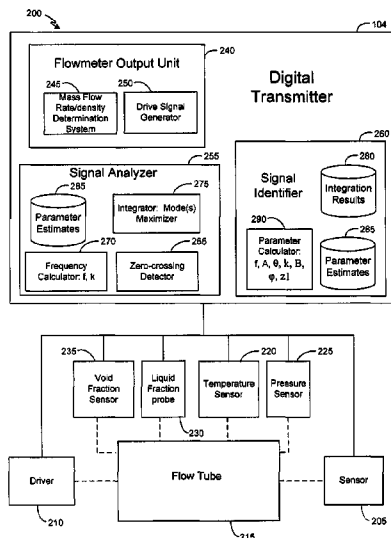 200
104
Flowmeter Output Unit
240
245
250
Mass Flow
Rate/density
Determination
System
Drive Signal
Generator
Digital
Transmitter
255
Signal Analyzer
285
275
Parameter
Estimates
Integrator: Mode(s)
Maximizer
270
265
Frequency
Calculator: f, k
Zero-crossing
Detector
260
Signal
Identifier
280
Integration
Results
290
285
Parameter
Calculator:
f, A, θ, k, B,
φ, z1
Parameter
Estimates
235
220
225
Void
Fraction
Sensor
Liquid
Fraction
probe
Temperature
Sensor
Pressure
Sensor
230
Driver
Flow Tube
Sensor
210
215
205